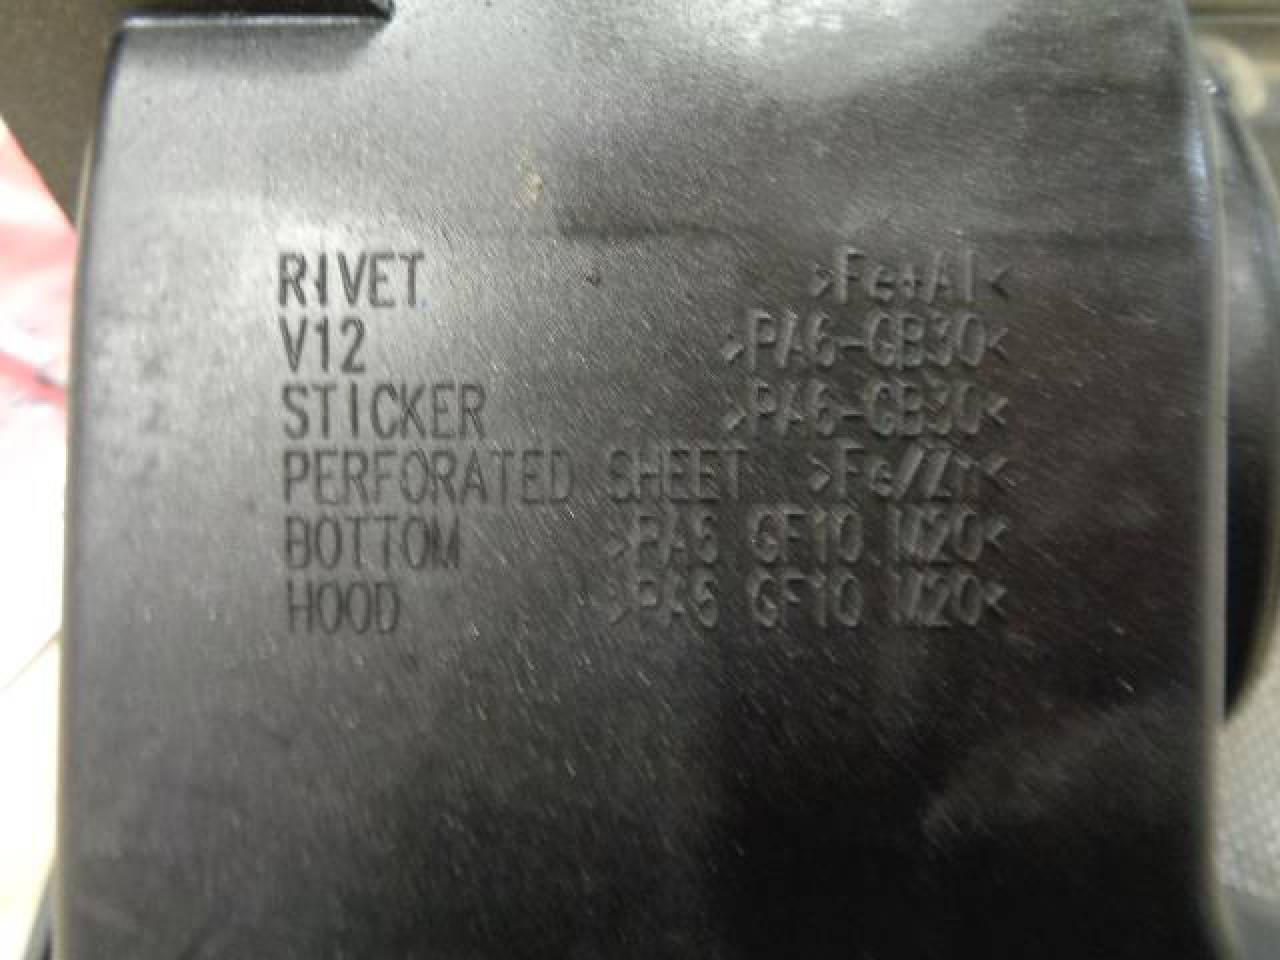 RIVET >Fe+Al<
V12 >PA6-GB30<
STICKER >PA6-GB30<
PERFORATED SHEET >Fe/Zn<
BOTTOM >PA6 GF10 M20<
HOOD >PA6 GF10 M20<